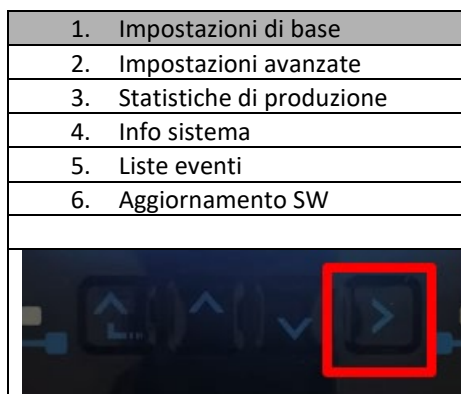 1. Impostazioni di base
2. Impostazioni avanzate
3. Statistiche di produzione
4. Info sistema
5. Liste eventi
6. Aggiornamento SW